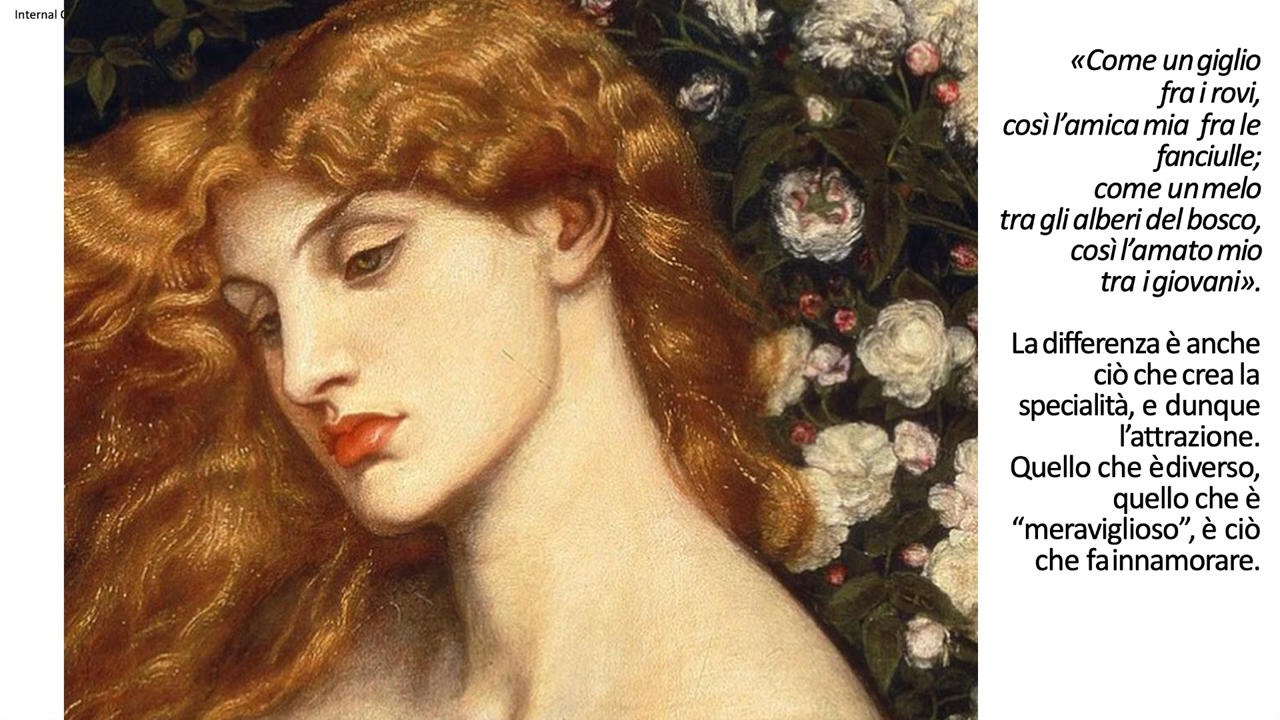 Internal
«Come un giglio
fra i rovi,
così l’amica mia fra le
fanciulle;
come un melo
tra gli alberi del bosco,
così l’amato mio
tra i giovani».
La differenza è anche
ciò che crea la
specialità, e dunque
l’attrazione.
Quello che è diverso,
quello che è
“meraviglioso”, è ciò
che fa innamorare.